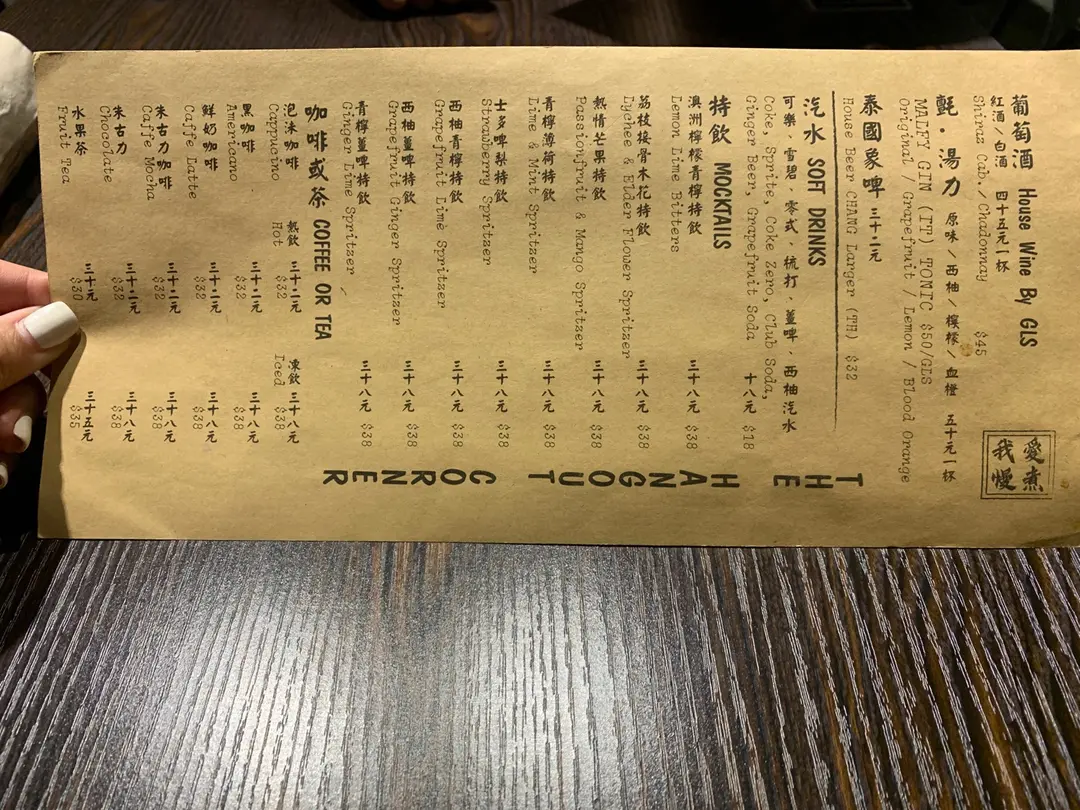 葡萄酒 House Wine By GLS
紅酒 \ 白酒 四十五元一杯
Shiraz Cab./Chadonnay $45
愛煮
我慢
氈·湯力 原味/西柚/檸檬/血橙 五十元一杯
MALFY GIN (IT) TONIC $50/GLS
Original / Grapefruit / Lemon / Blood Orange
泰國象啤 三十二元
House Beer CHANG Larger (TH) $32
汽水 SOFT DRINKS
可樂，雪碧，零式，梳打，薑啤，西柚汽水
Coke, Sprite, Coke Zero, Club Soda,
Ginger Beer, Grapefruit Soda 十八元 $18
特飲 MOCKTAILS
澳洲檸檬青檸特飲 三十八元
Lemon Lime Bitters $38
荔枝接骨木花特飲 三十八元
Lychee & Elder Flower Spritzer $38
熱情芒果特飲 三十八元
Passionfruit & Mango Spritzer $38
青檸薄荷特飲 三十八元
Lime & Mint Spritzer $38
士多啤梨特飲 三十八元
Strawberry Spritzer $38
西柚青檸特飲 三十八元
Grapefruit Lime Spritzer $38
西柚薑啤特飲 三十八元
Grapefruit Ginger Spritzer $38
青檸薑啤特飲 三十八元
Ginger Lime Spritzer $38
咖啡或茶 COFFEE OR TEA
泡沫咖啡 熱飲 三十二元 凍飲 三十八元
Cappucino Hot $32 Iced $38
黑咖啡 三十二元 三十八元
Americano $32 $38
鮮奶咖啡 三十二元 三十八元
Caffe Latte $32 $38
朱古力咖啡 三十二元 三十八元
Caffe Mocha $32 $38
朱古力 三十二元 三十八元
Chocolate $32 $38
水果茶 三十元 三十五元
Fruit Tea $30 $35
THE HANGOUT CORNER